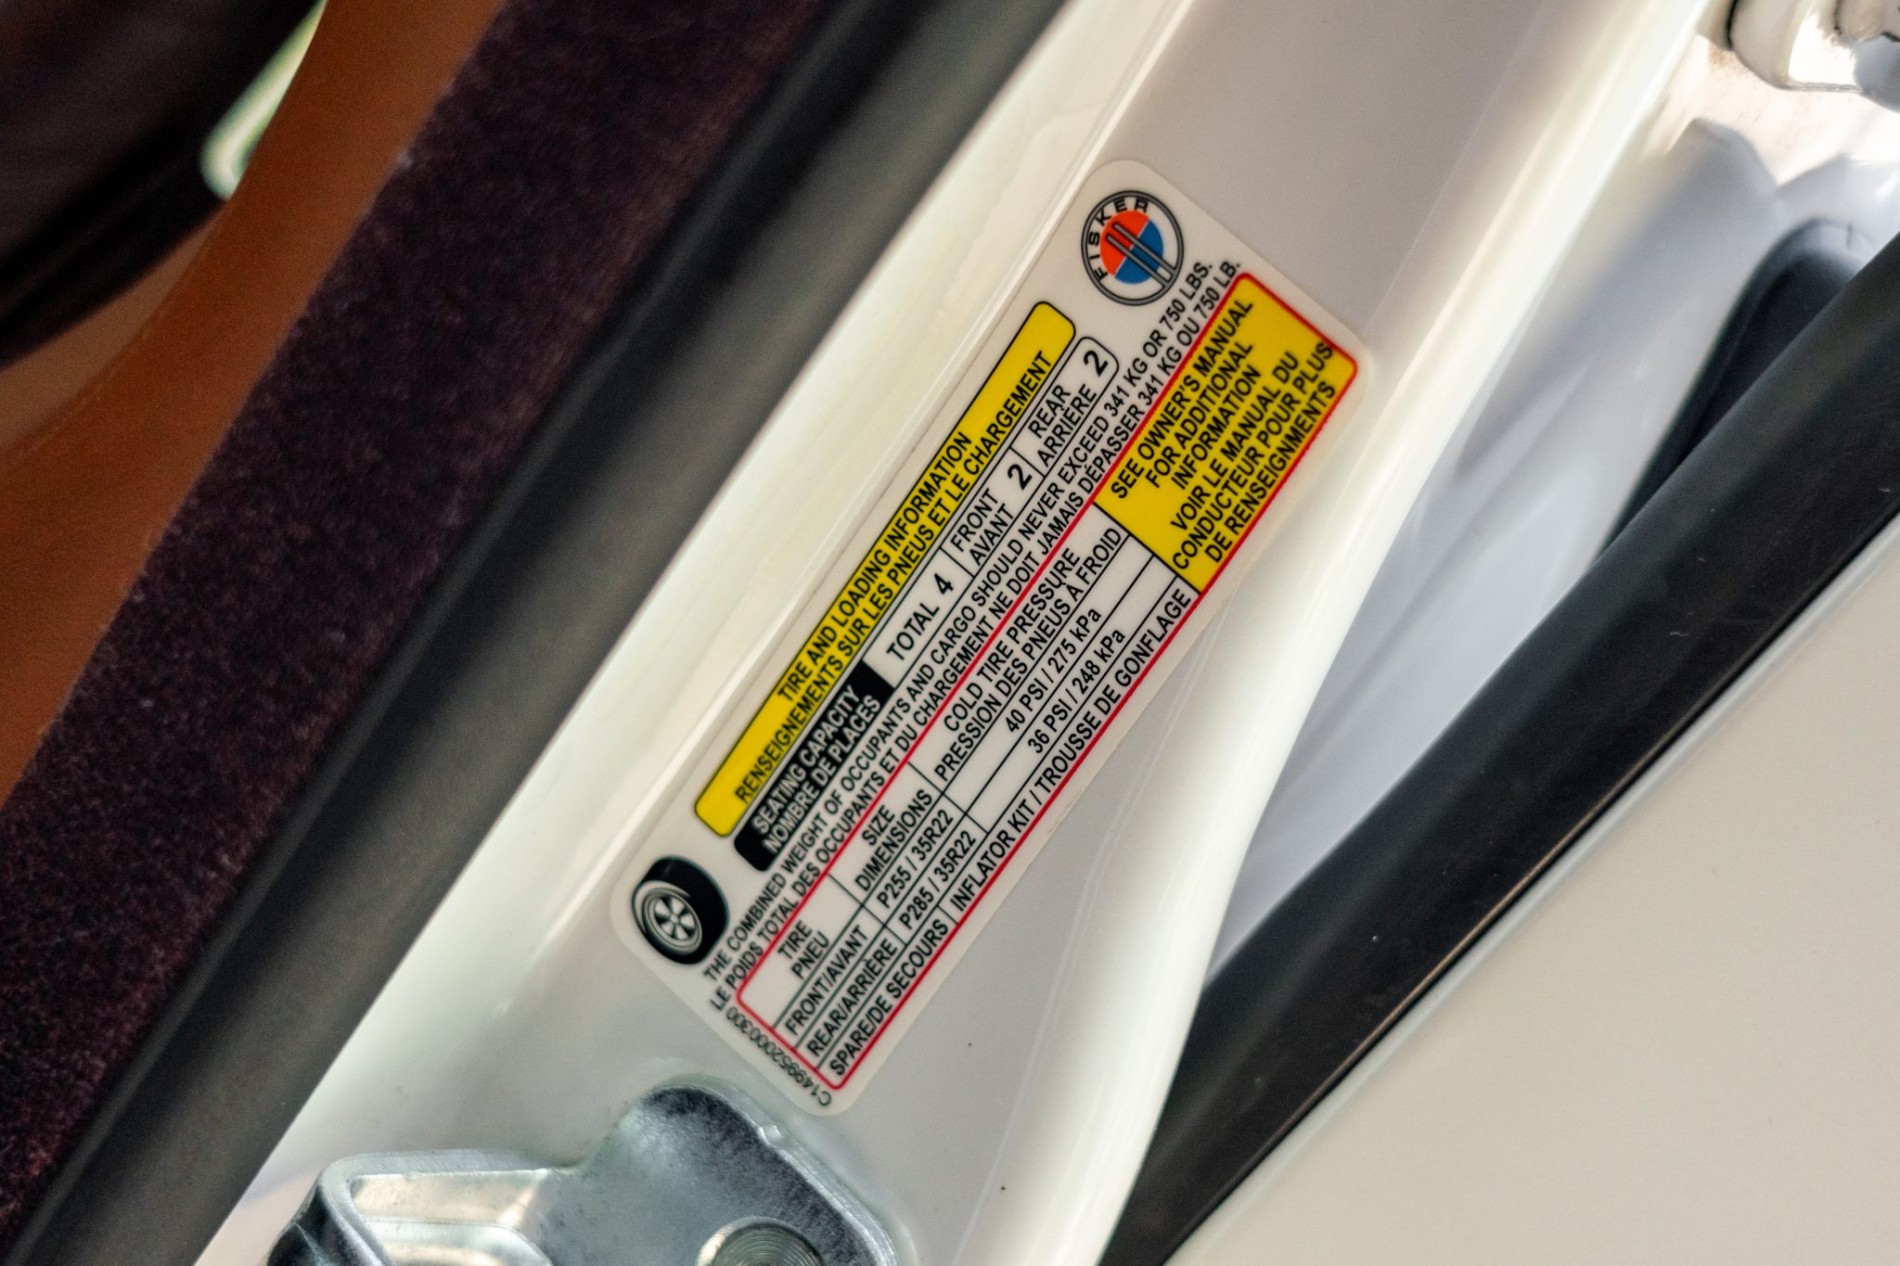 FISKER
TIRE AND LOADING INFORMATION
RENSEIGNEMENTS SUR LES PNEUS ET LE CHARGEMENT
SEATING CAPACITY
NOMBRE DE PLACES
TOTAL 4
FRONT
AVANT
2
REAR
ARRIÈRE
2
THE COMBINED WEIGHT OF OCCUPANTS AND CARGO SHOULD NEVER EXCEED 341 KG OR 750 LBS.
LE POIDS TOTAL DES OCCUPANTS ET DU CHARGEMENT NE DOIT JAMAIS DÉPASSER 341 KG OU 750 LB.
TIRE
PNEU
SIZE
DIMENSIONS
COLD TIRE PRESSURE
PRESSION DES PNEUS À FROID
FRONT/AVANT
P255 / 35R22
40 PSI / 275 kPa
REAR/ARRIÈRE
P285 / 35R22
36 PSI / 248 kPa
SPARE/DE SECOURS
INFLATOR KIT / TROUSSE DE GONFLAGE
SEE OWNER'S MANUAL
FOR ADDITIONAL
INFORMATION
VOIR LE MANUAL DU
CONDUCTEUR POUR PLUS
DE RENSEIGNMENTS
C149952000300